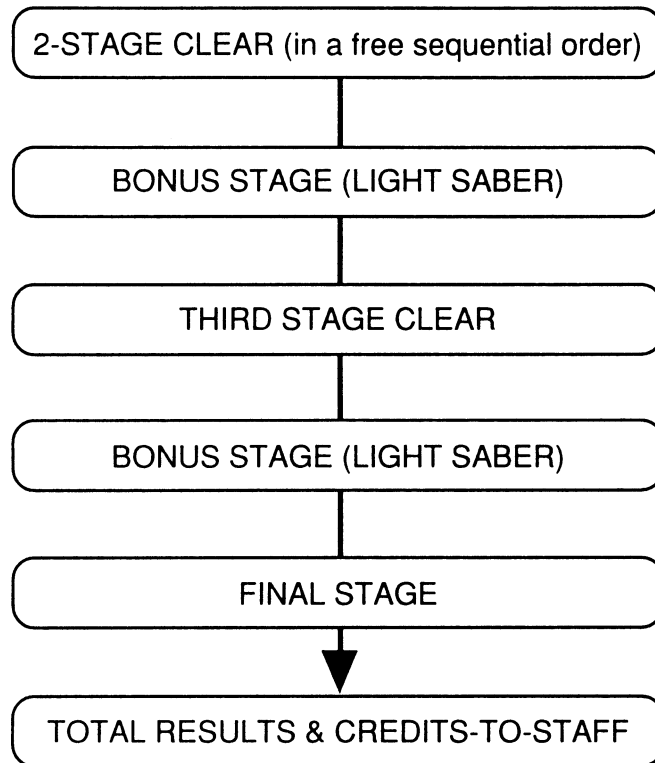 2-STAGE CLEAR (in a free sequential order)
BONUS STAGE (LIGHT SABER)
THIRD STAGE CLEAR
BONUS STAGE (LIGHT SABER)
FINAL STAGE
TOTAL RESULTS & CREDITS-TO-STAFF